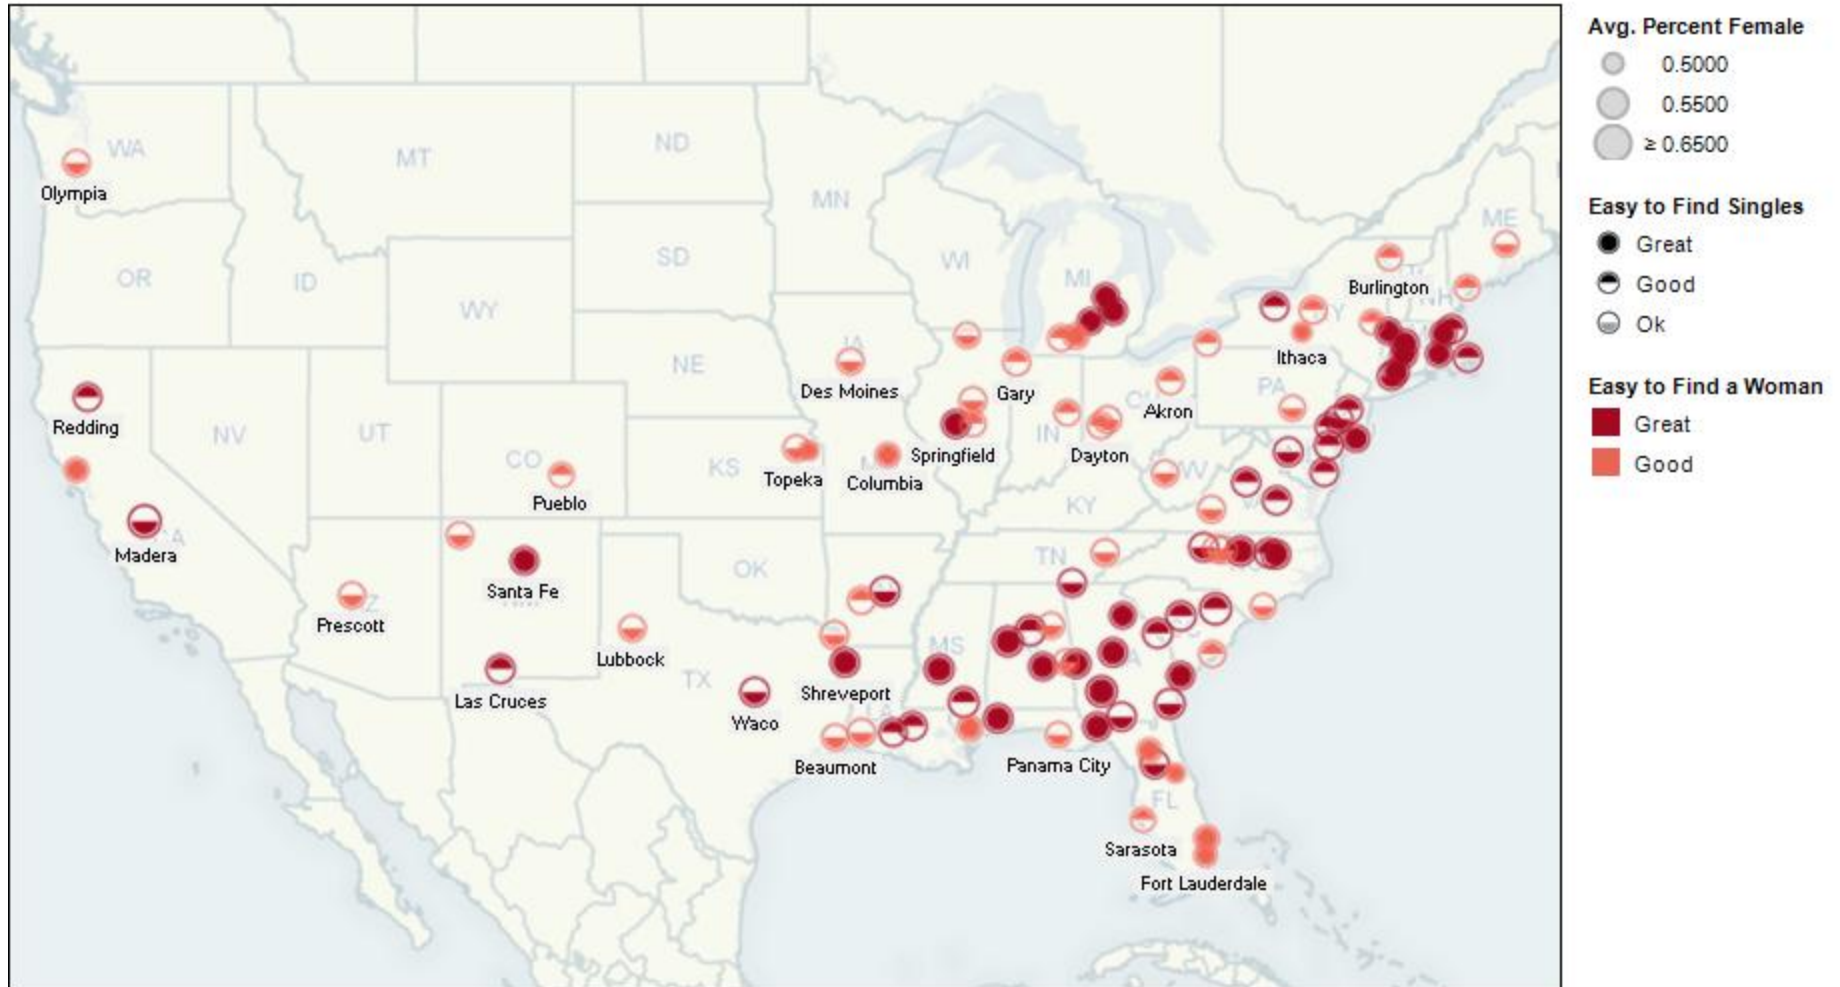 WA
MT
ND
MN
ME
Olympia
OR
ID
SD
WI
MI
Burlington
NH
WY
Y
IA
Ithaca
NE
Des Moines
Gary
PA
Akron
Redding
NV
UT
CO
KS
IN
Springfield
Dayton
Topeka
Columbia
WV
Pueblo
KY
VA
CA
Madera
OK
TN
Santa Fe
Z
Prescott
Lubbock
MS
A
TX
Las Cruces
Shreveport
Waco
LA
Beaumont
Panama City
FL
Sarasota
Fort Lauderdale
Avg. Percent Female
0.5000
0.5500
≥ 0.6500
Easy to Find Singles
Great
Good
Ok
Easy to Find a Woman
Great
Good